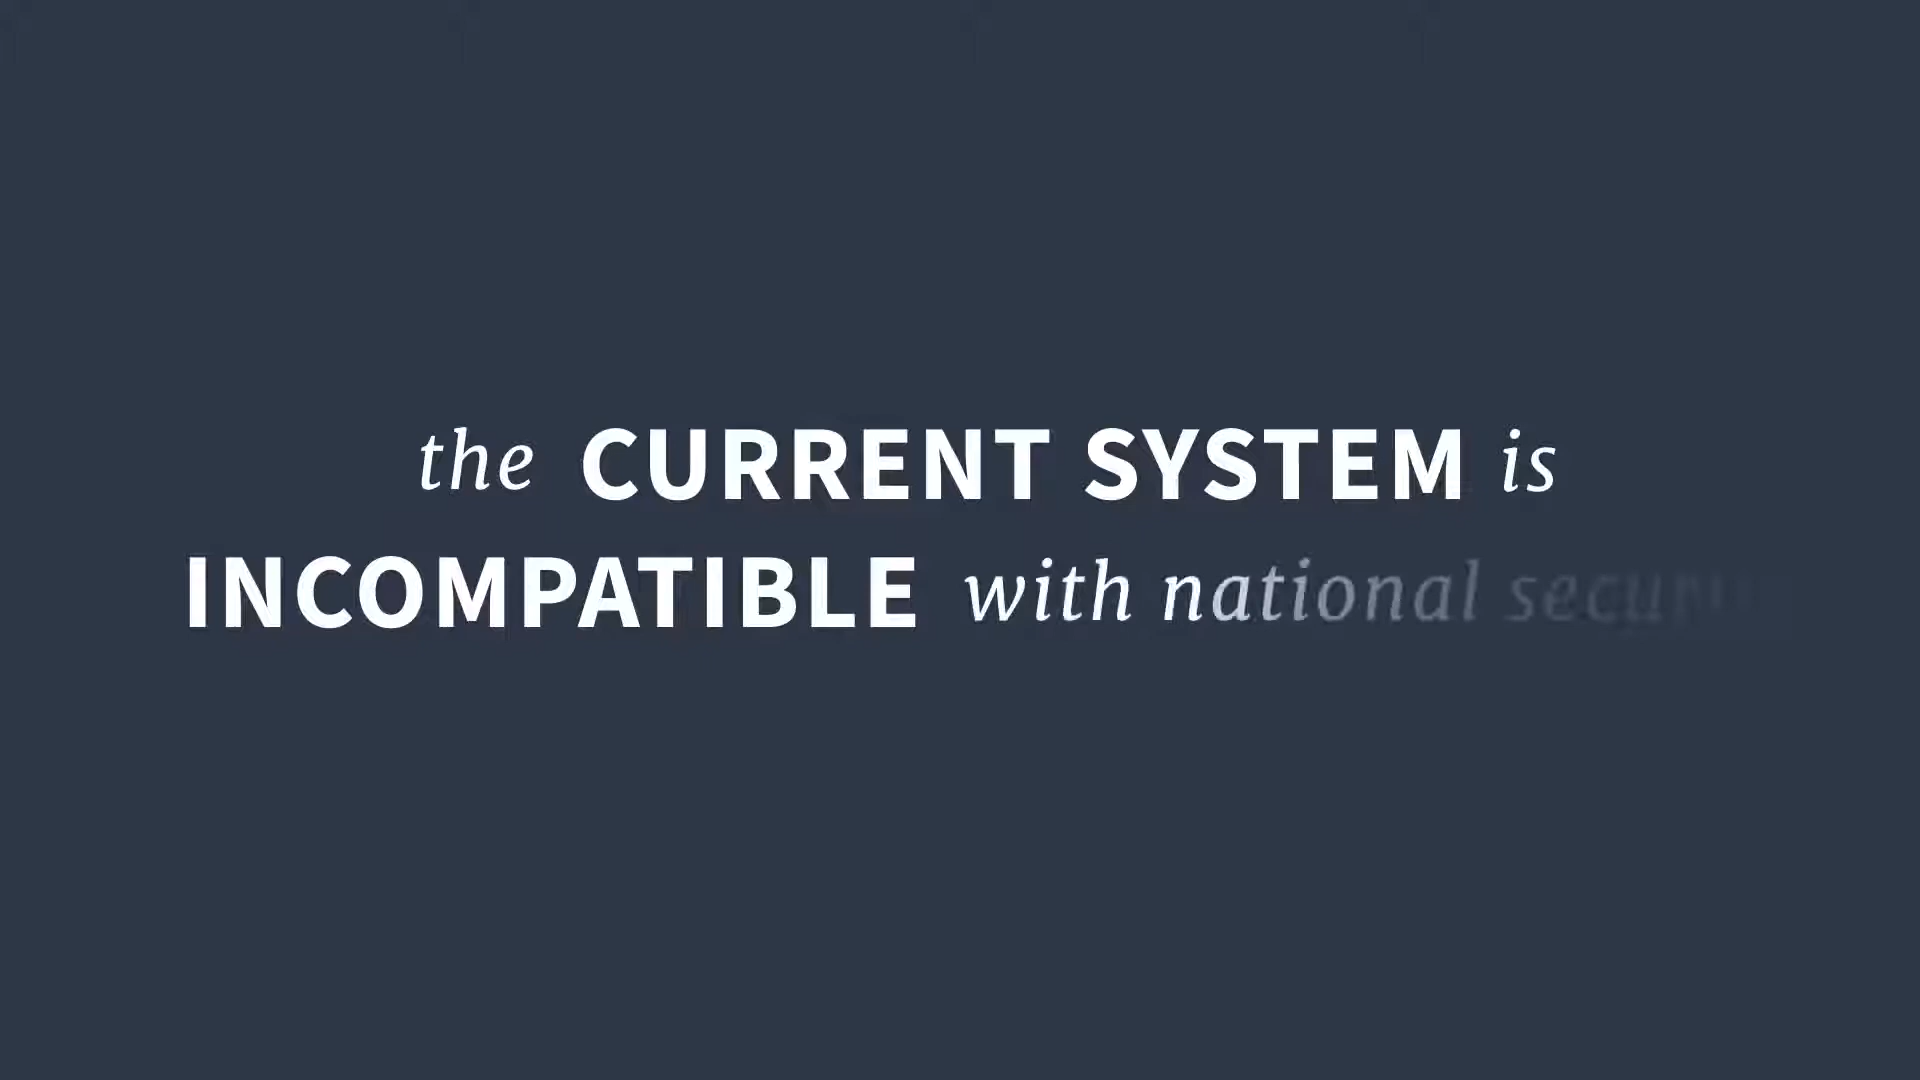 the CURRENT SYSTEM is
INCOMPATIBLE with national